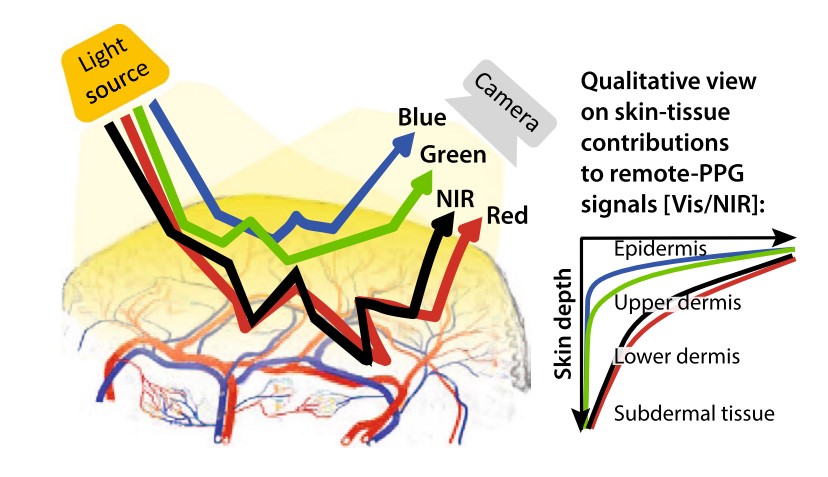 Light
source
Camera
Blue
Green
NIR
Red
Qualitative view
on skin-tissue
contributions
to remote-PPG
signals [Vis/NIR]:
Skin depth
Epidermis
Upper dermis
Lower dermis
Subdermal tissue